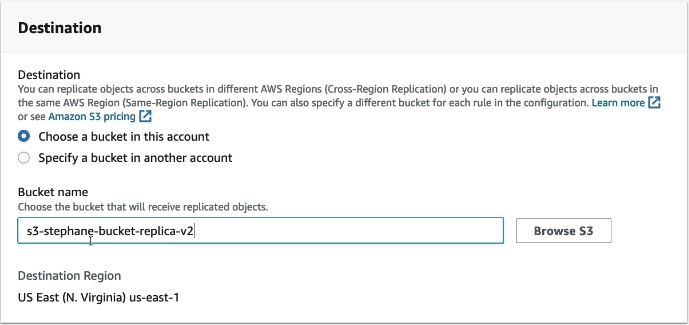 Destination
Destination
You can replicate objects across buckets in different AWS Regions (Cross-Region Replication) or you can replicate objects across buckets in
the same AWS Region (Same-Region Replication). You can also specify a different bucket for each rule in the configuration. Learn more
or see Amazon S3 pricing
Choose a bucket in this account
Specify a bucket in another account
Bucket name
Choose the bucket that will receive replicated objects.
s3-stephane-bucket-replica-v2
Browse S3
Destination Region
US East (N. Virginia) us-east-1